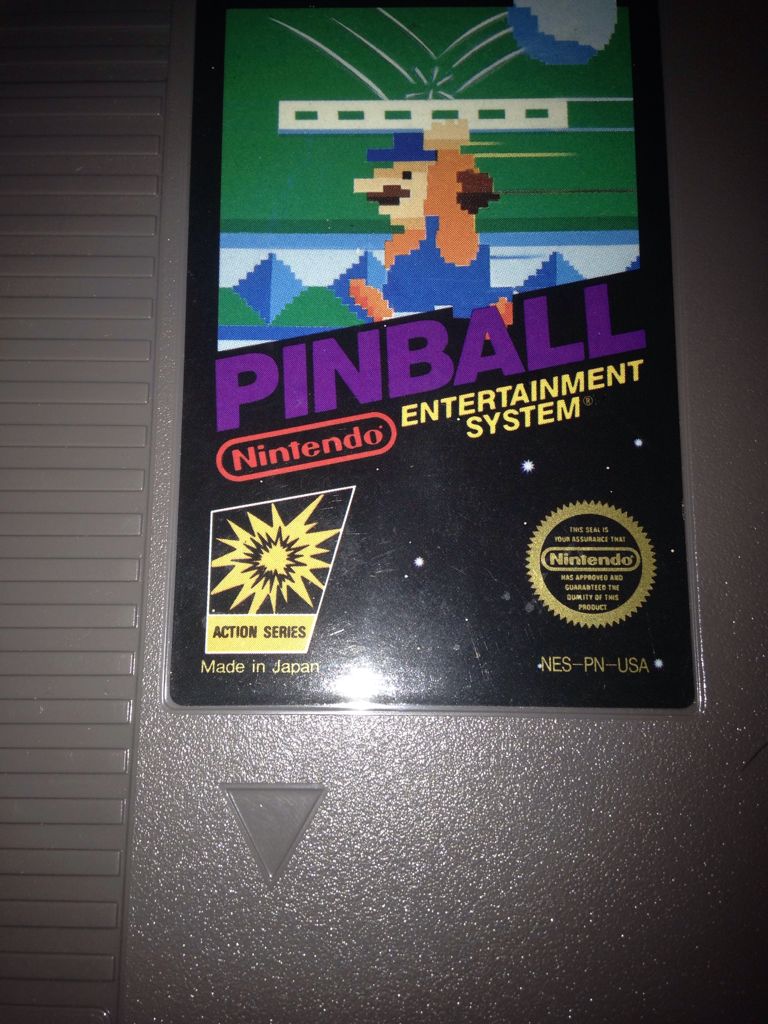 PINBALL
Nintendo®
ENTERTAINMENT
SYSTEM®
ACTION SERIES
Made in Japan
THIS SEAL IS
YOUR ASSURANCE THAT
Nintendo®
HAS APPROVED AND
GUARANTEED THE
QUALITY OF THIS
PRODUCT.
NES-PN-USA